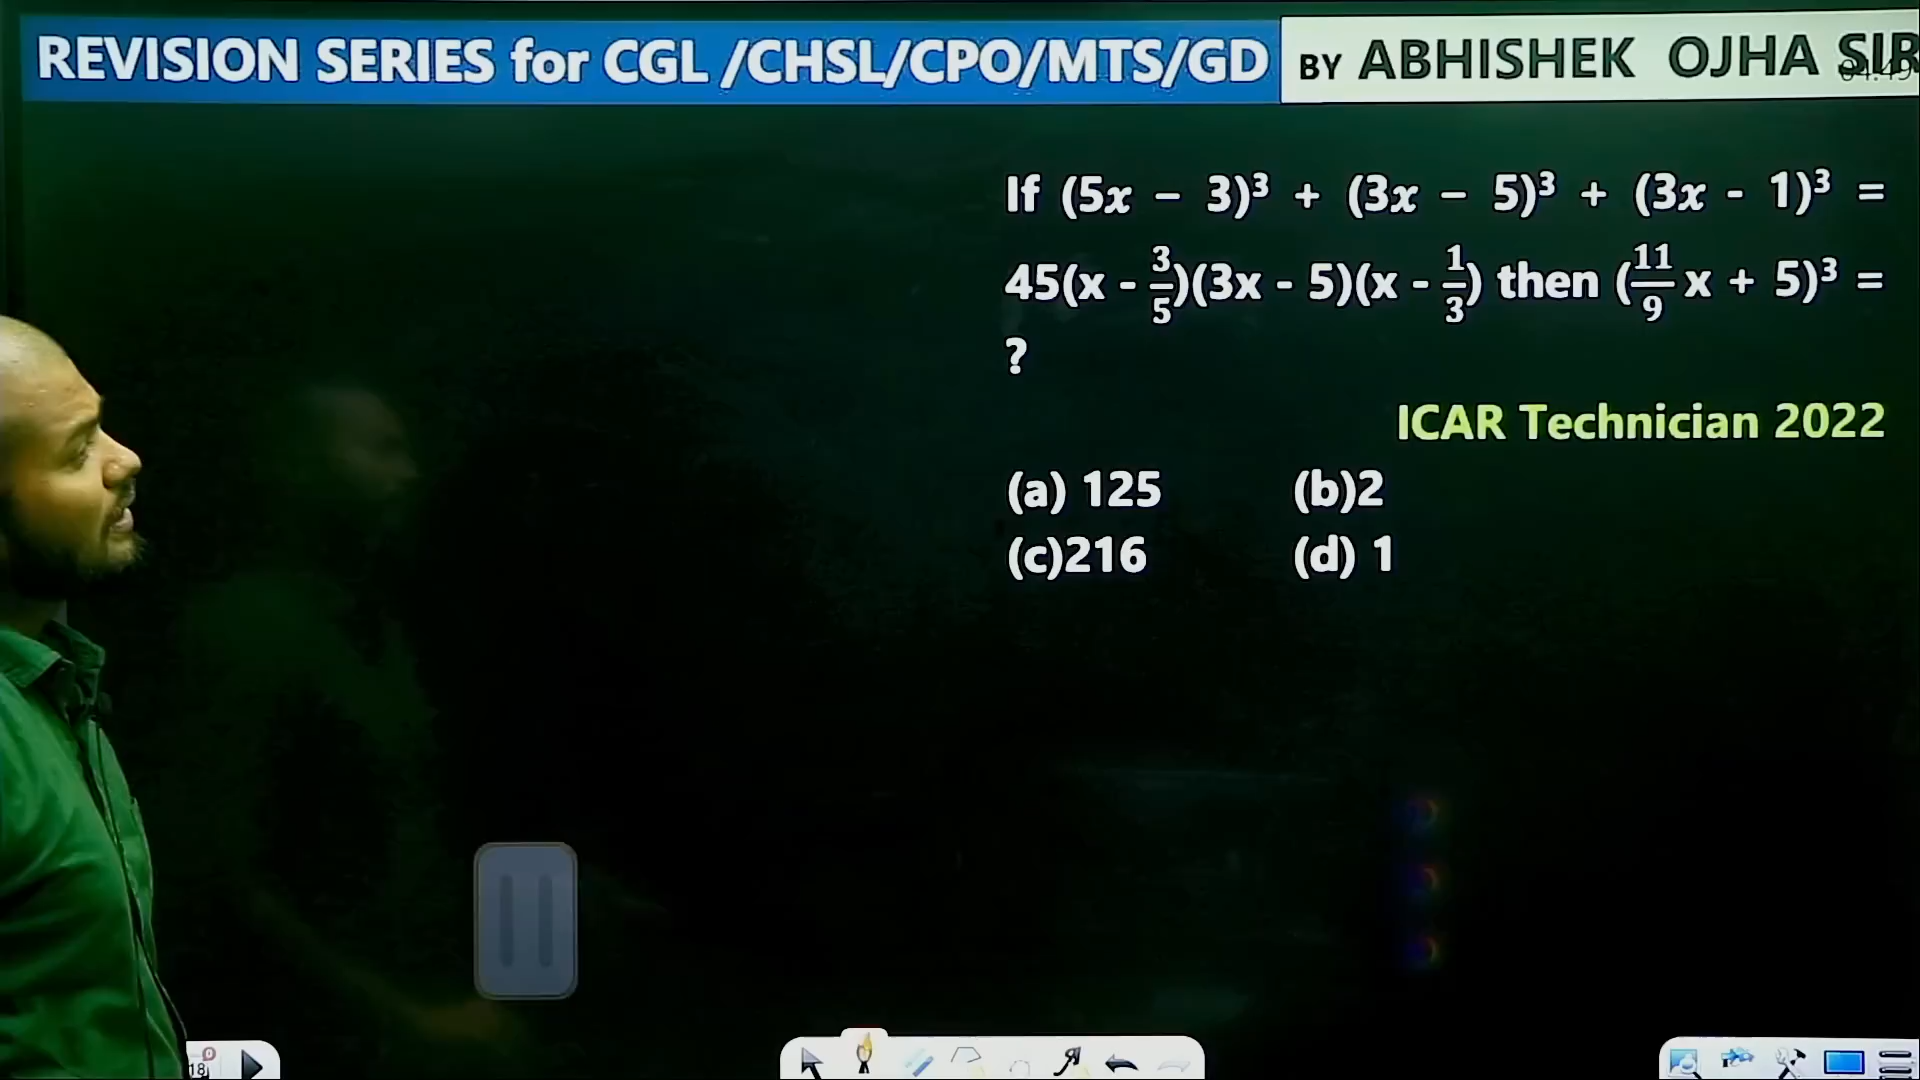 REVISION SERIES for CGL /CHSL/CPO/MTS/GD BY ABHISHEK OJHA SIR
If (5x − 3)³ + (3x − 5)³ + (3x - 1)³ =
45(x - 3/5)(3x - 5)(x - 1/3) then (11/9 x + 5)³ =
?
ICAR Technician 2022
(a) 125 (b)2
(c)216 (d) 1
18